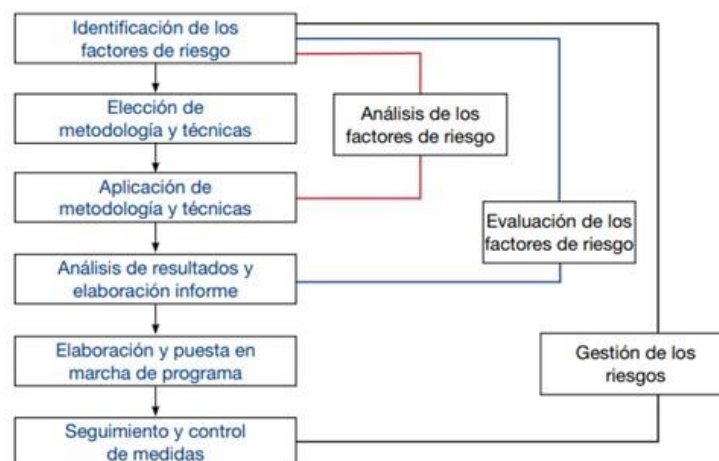 Identificación de los
factores de riesgo
Elección de
metodología y técnicas
Análisis de los
factores de riesgo
Aplicación de
metodología y técnicas
Evaluación de los
factores de riesgo
Análisis de resultados y
elaboración informe
Elaboración y puesta en
marcha de programa
Gestión de los
riesgos
Seguimiento y control
de medidas